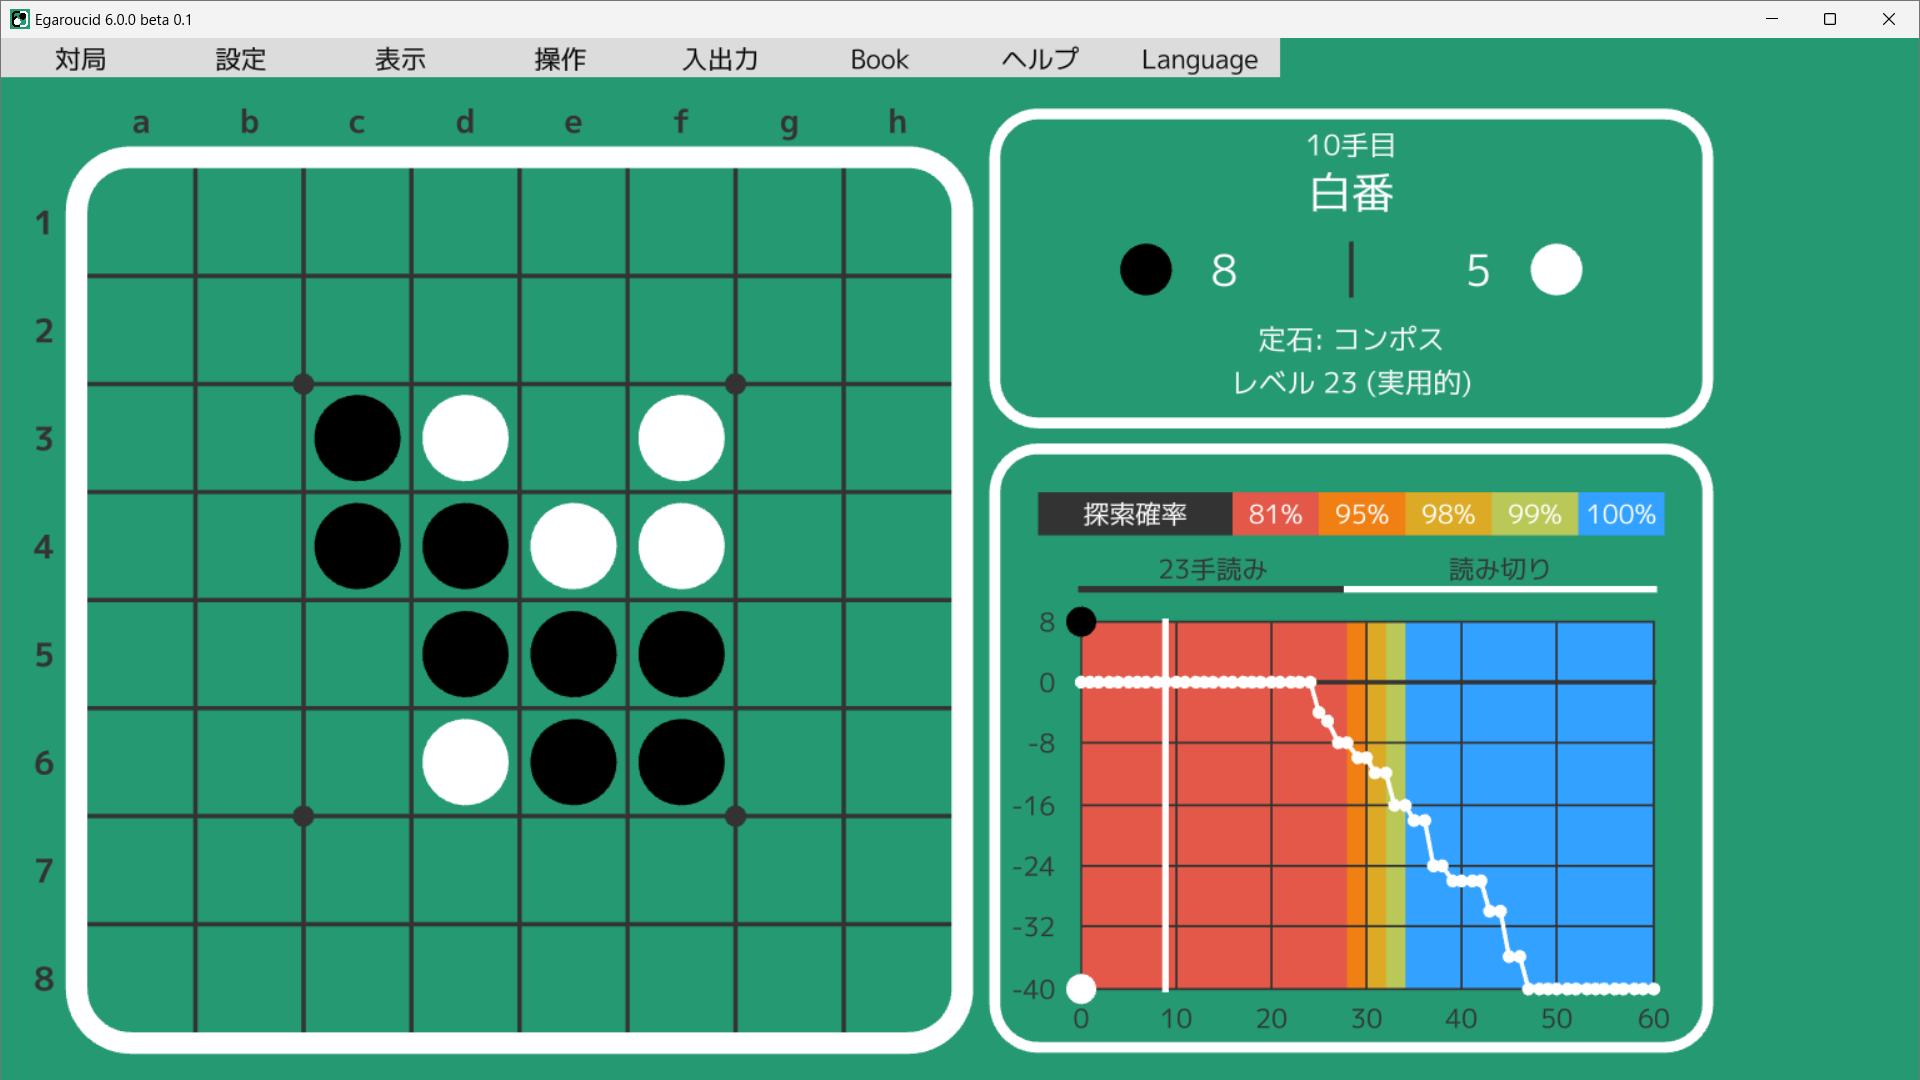 Egaroucid 6.0.0 beta 0.1
対局 設定 表示 操作 入出力 Book ヘルプ Language
a b c d e f g h
1
2
3
4
5
6
7
8
10手目
白番
8 5
定石: コンポス
レベル 23 (実用的)
探索確率 81% 95% 98% 99% 100%
23手読み 読み切り
8
0
-8
-16
-24
-32
-40
0 10 20 30 40 50 60